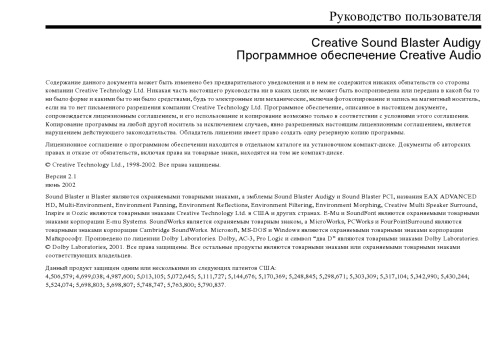 Руководство пользователя
Creative Sound Blaster Audigy
Программное обеспечение Creative Audio
Содержание данного документа может быть изменено без предварительного уведомления и в нем не содержится никаких обязательств со стороны
компании Creative Technology Ltd. Никакая часть настоящего руководства ни в каких целях не может быть воспроизведена или передана в какой бы то
ни было форме и какими бы то ни было средствами, будь то электронные или механические, включая фотокопирование и запись на магнитный носитель,
если на то нет письменного разрешения компании Creative Technology Ltd. Программное обеспечение, описанное в настоящем документе,
сопровождается лицензионным соглашением, и его использование и копирование возможно только в соответствии с условиями этого соглашения.
Копирование программы на любой другой носитель за исключением случаев, явно разрешенных настоящим лицензионным соглашением, является
нарушением действующего законодательства. Обладатель лицензии имеет право создать одну резервную копию программы.
Лицензионное соглашение о программном обеспечении находится в отдельном каталоге на установочном компакт-диске. Документы об авторских
правах и отказе от обязательств, включая права на товарные знаки, находятся на том же компакт-диске.
© Creative Technology Ltd., 1998-2002. Все права защищены.
Версия 2.1
июнь 2002
Sound Blaster и Blaster являются охраняемыми товарными знаками, а эмблемы Sound Blaster Audigy и Sound Blaster PCI, названия EAX ADVANCED
HD, Multi-Environment, Environment Panning, Environment Reflections, Environment Filtering, Environment Morphing, Creative Multi Speaker Surround,
Inspire и Oozic являются товарными знаками Creative Technology Ltd. в США и других странах. E-Mu и SoundFont являются охраняемыми товарными
знаками корпорации E-mu Systems. SoundWorks является охраняемым товарным знаком, а MicroWorks, PCWorks и FourPointSurround являются
товарными знаками корпорации Cambridge SoundWorks. Microsoft, MS-DOS и Windows являются охраняемыми товарными знаками корпорации
Майкрософт. Произведено по лицензии Dolby Laboratories. Dolby, AC-3, Pro Logic и символ “два D” являются товарными знаками Dolby Laboratories.
© Dolby Laboratories, 2001. Все права защищены. Все остальные продукты являются товарными знаками или охраняемыми товарными знаками
соответствующих владельцев.
Данный продукт защищен одним или несколькими из следующих патентов США:
4,506,579; 4,699,038; 4,987,600; 5,013,105; 5,072,645; 5,111,727; 5,144,676; 5,170,369; 5,248,845; 5,298,671; 5,303,309; 5,317,104; 5,342,990; 5,430,244;
5,524,074; 5,698,803; 5,698,807; 5,748,747; 5,763,800; 5,790,837.